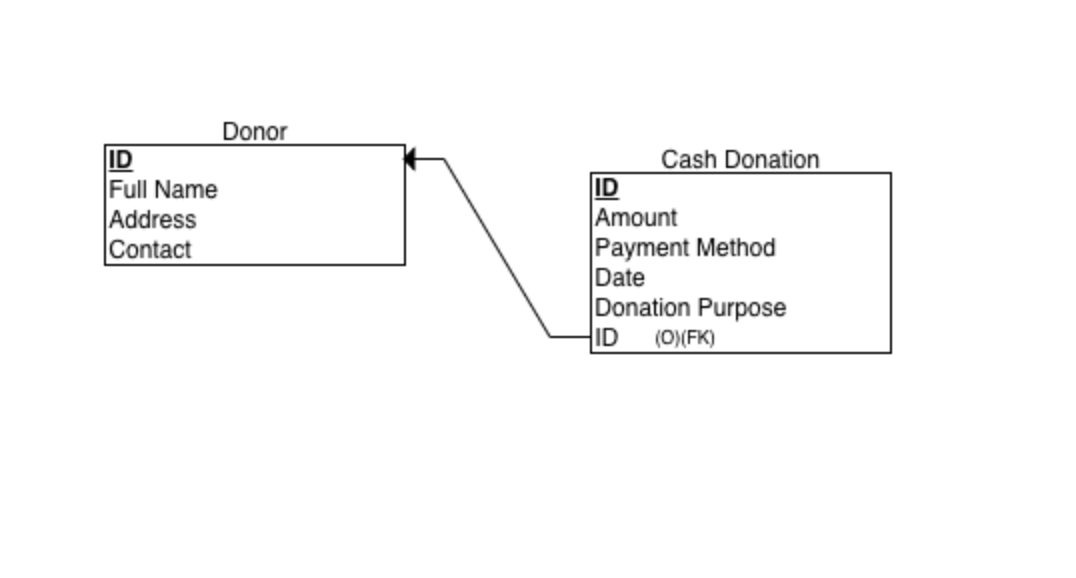 Donor
ID
Full Name
Address
Contact
Cash Donation
ID
Amount
Payment Method
Date
Donation Purpose
ID (O)(FK)